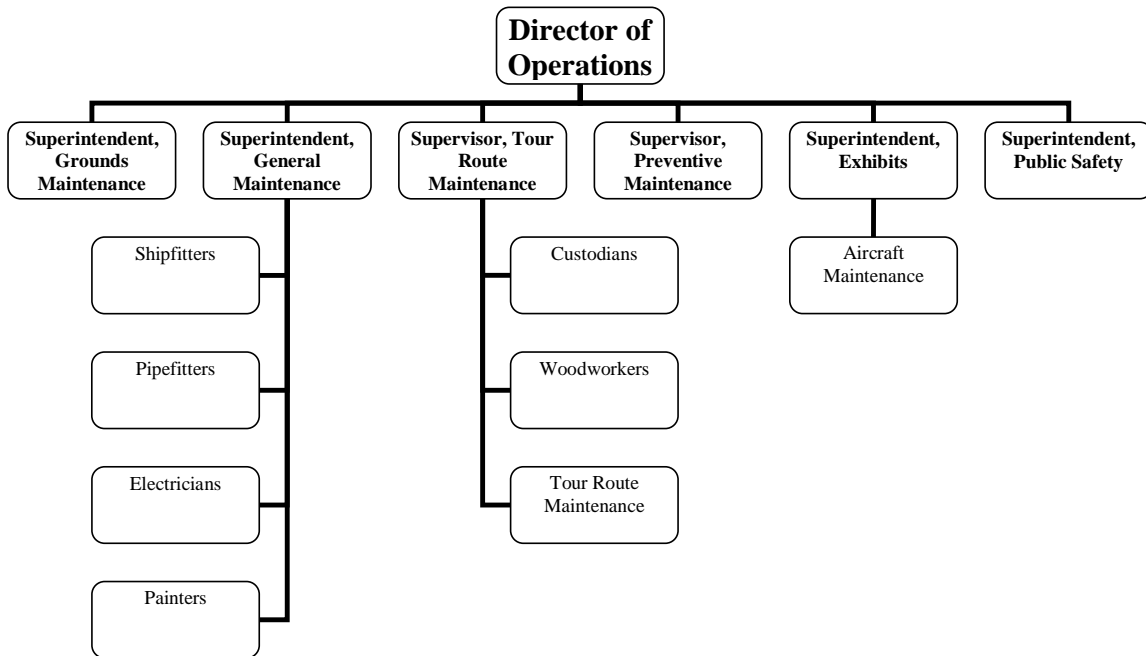 Director of
Operations
Superintendent,
Grounds
Maintenance
Superintendent,
General
Maintenance
Supervisor, Tour
Route
Maintenance
Supervisor,
Preventive
Maintenance
Superintendent,
Exhibits
Superintendent,
Public Safety
Shipfitters
Pipefitters
Electricians
Painters
Custodians
Woodworkers
Tour Route
Maintenance
Aircraft
Maintenance